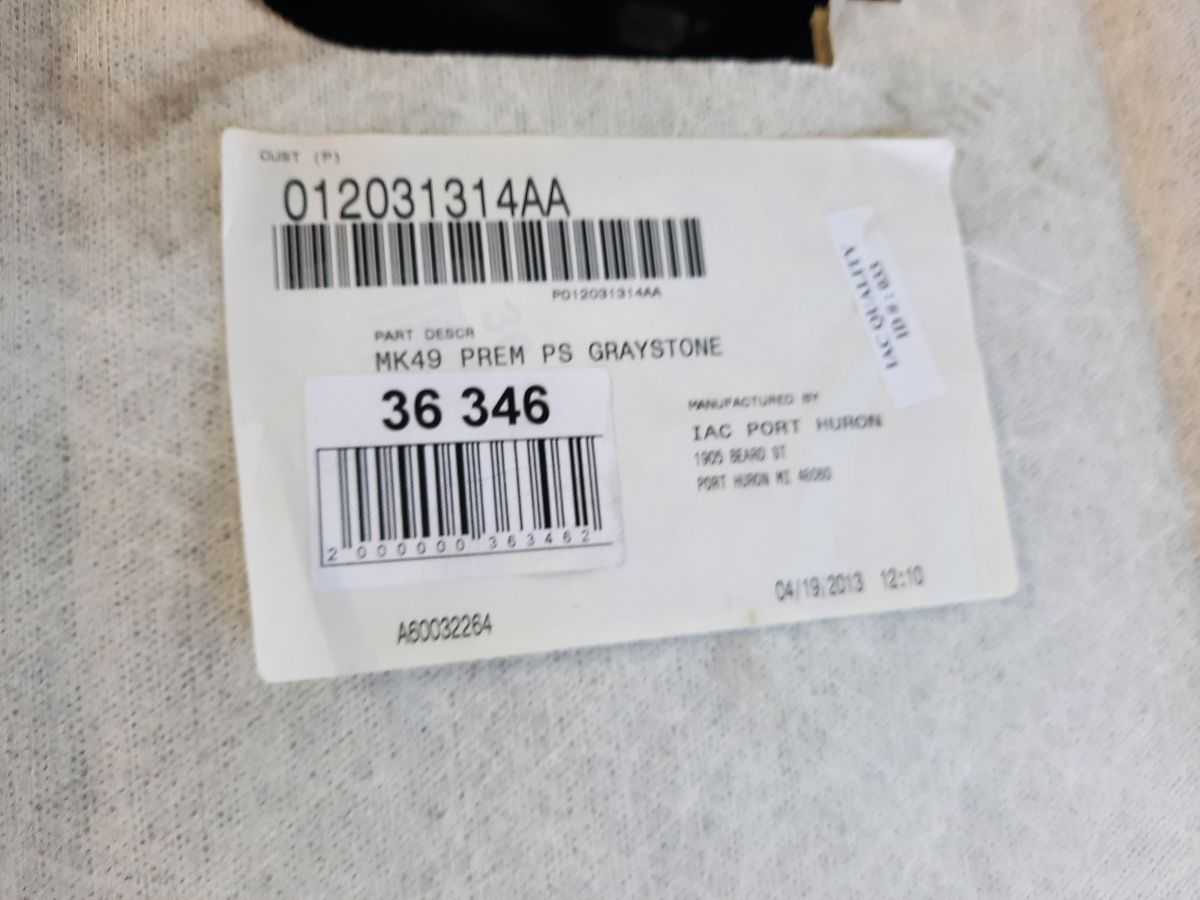 CUST (P)
012031314AA
P012031314AA
IAC QUALITY
PART DESCR
MK49 PREM PS GRAYSTONE
36 346
2 000000 363462
MANUFACTURED BY
IAC PORT HURON
1905 BEARD ST
PORT HURON MI 48060
A60032264
04/19/2013 12:10